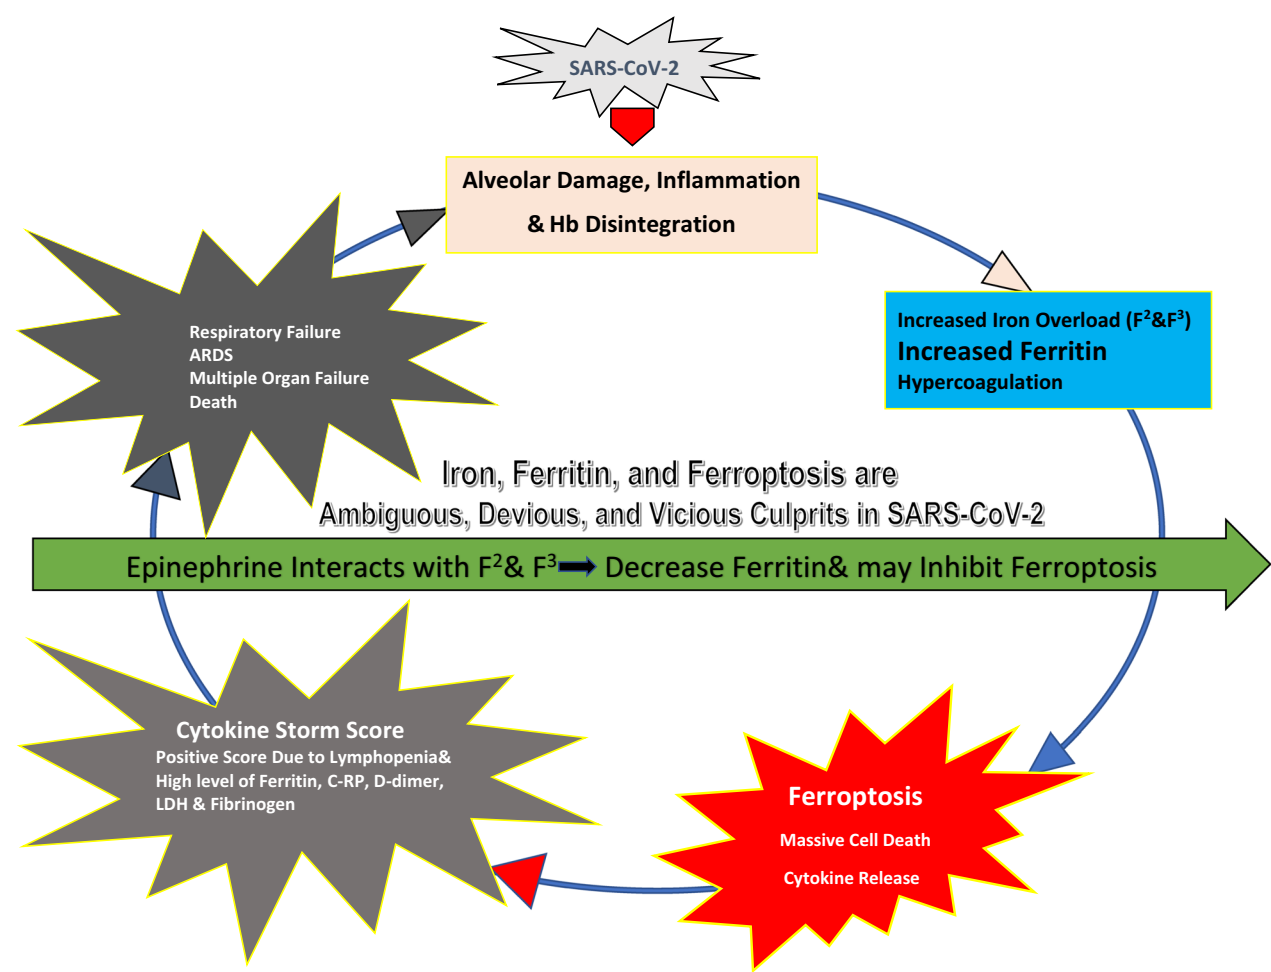 SARS-CoV-2
Alveolar Damage, Inflammation
& Hb Disintegration
Increased Iron Overload (F²&F³)
Increased Ferritin
Hypercoagulation
Respiratory Failure
ARDS
Multiple Organ Failure
Death
Iron, Ferritin, and Ferroptosis are
Ambiguous, Devious, and Vicious Culprits in SARS-CoV-2
Epinephrine Interacts with F²& F³ Decrease Ferritin& may Inhibit Ferroptosis
Cytokine Storm Score
Positive Score Due to Lymphopenia&
High level of Ferritin, C-RP, D-dimer,
LDH & Fibrinogen
Ferroptosis
Massive Cell Death
Cytokine Release